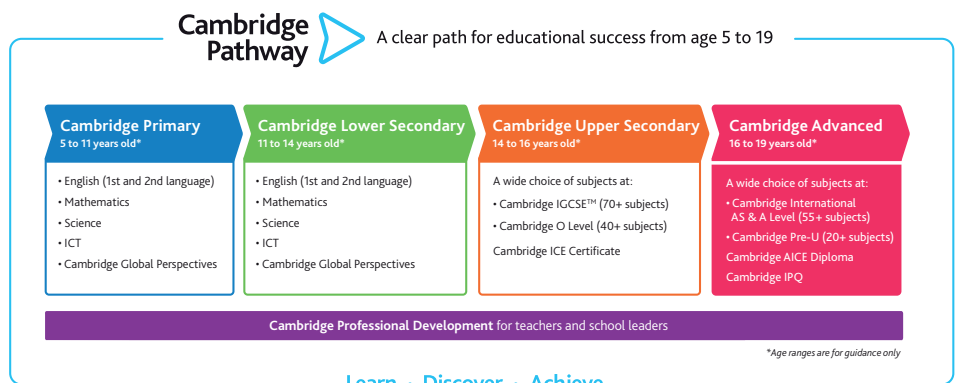 Cambridge
Pathway
A clear path for educational success from age 5 to 19
Cambridge Primary
5 to 11 years old*
• English (1st and 2nd language)
• Mathematics
• Science
• ICT
• Cambridge Global Perspectives
Cambridge Lower Secondary
11 to 14 years old*
• English (1st and 2nd language)
• Mathematics
• Science
• ICT
• Cambridge Global Perspectives
Cambridge Upper Secondary
14 to 16 years old*
A wide choice of subjects at:
• Cambridge IGCSE™ (70+ subjects)
• Cambridge O Level (40+ subjects)
Cambridge ICE Certificate
Cambridge Advanced
16 to 19 years old*
A wide choice of subjects at:
• Cambridge International
AS & A Level (55+ subjects)
• Cambridge Pre-U (20+ subjects)
Cambridge AICE Diploma
Cambridge IPQ
Cambridge Professional Development for teachers and school leaders
*Age ranges are for guidance only
Learn • Discover • Achieve